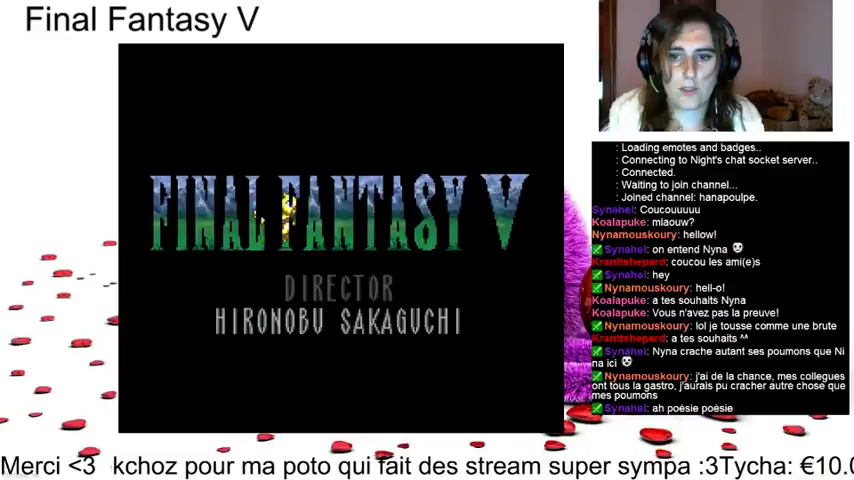 Final Fantasy V
FINAL FANTASY V
DIRECTOR
HIRONOBU SAKAGUCHI
: Loading emotes and badges..
: Connecting to Night's chat socket server..
: Connected.
: Waiting to join channel...
: Joined channel: hanapoulpe.
Synahel: Coucouuuuu
Koalapuke: miaouw?
Nynamouskoury: hellow!
Synahel: on entend Nyna
Kranttshepard: coucou les ami(e)s
Synahel: hey
Nynamouskoury: hell-o!
Koalapuke: a tes souhaits Nyna
Koalapuke: Vous n'avez pas la preuve!
Nynamouskoury: lol je tousse comme une brute
Kranttshepard: a tes souhaits ^^
Synahel: Nyna crache autant ses poumons que Ni
na ici
Nynamouskoury: j'ai de la chance, mes collegues
ont tous la gastro, j'aurais pu cracher autre chose que
mes poumons
Synahel: ah poésie poésie
Merci <3 kchoz pour ma poto qui fait des stream super sympa :3Tycha: €10.0